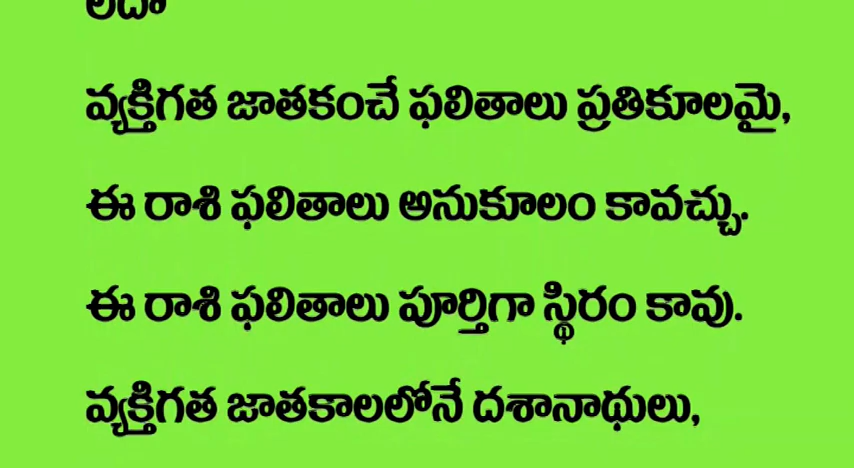 లేదా
వ్యక్తిగత జాతకంచే ఫలితాలు ప్రతికూలమై,
ఈ రాశి ఫలితాలు అనుకూలం కావచ్చు.
ఈ రాశి ఫలితాలు పూర్తిగా స్థిరం కావు.
వ్యక్తిగత జాతకాలలోనే దశానాథులు,